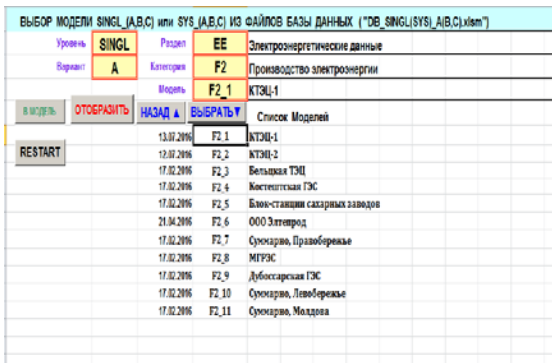 ВЫБОР МОДЕЛИ SINGL_(A,B,C) или SYS_(A,B,C) ИЗ ФАЙЛОВ БАЗЫ ДАННЫХ ("DB_SINGL(SYS)_A(B,C).xlsm")
Уровень SINGL Раздел EE Электроэнергетические данные
Вариант A Категория F2 Производство электроэнергии
Модель F2_1 КТЭЦ-1
В МОДЕЛЬ ОТОБРАЗИТЬ НАЗАД ▲ ВЫБРАТЬ▼ Список Моделей
13.07.2016 F2_1 КТЭЦ-1
RESTART 12.07.2016 F2_2 КТЭЦ-2
17.02.2016 F2_3 Бельцкая ТЭЦ
17.02.2016 F2_4 Костештская ГЭС
17.02.2016 F2_5 Блок-станции сахарных заводов
21.04.2016 F2_6 ООО Элтепрод
17.02.2016 F2_7 Суммарно, Правобережье
17.02.2016 F2_8 МГРЭС
17.02.2016 F2_9 Дубоссарская ГЭС
17.02.2016 F2_10 Суммарно, Левобережье
17.02.2016 F2_11 Суммарно, Молдова